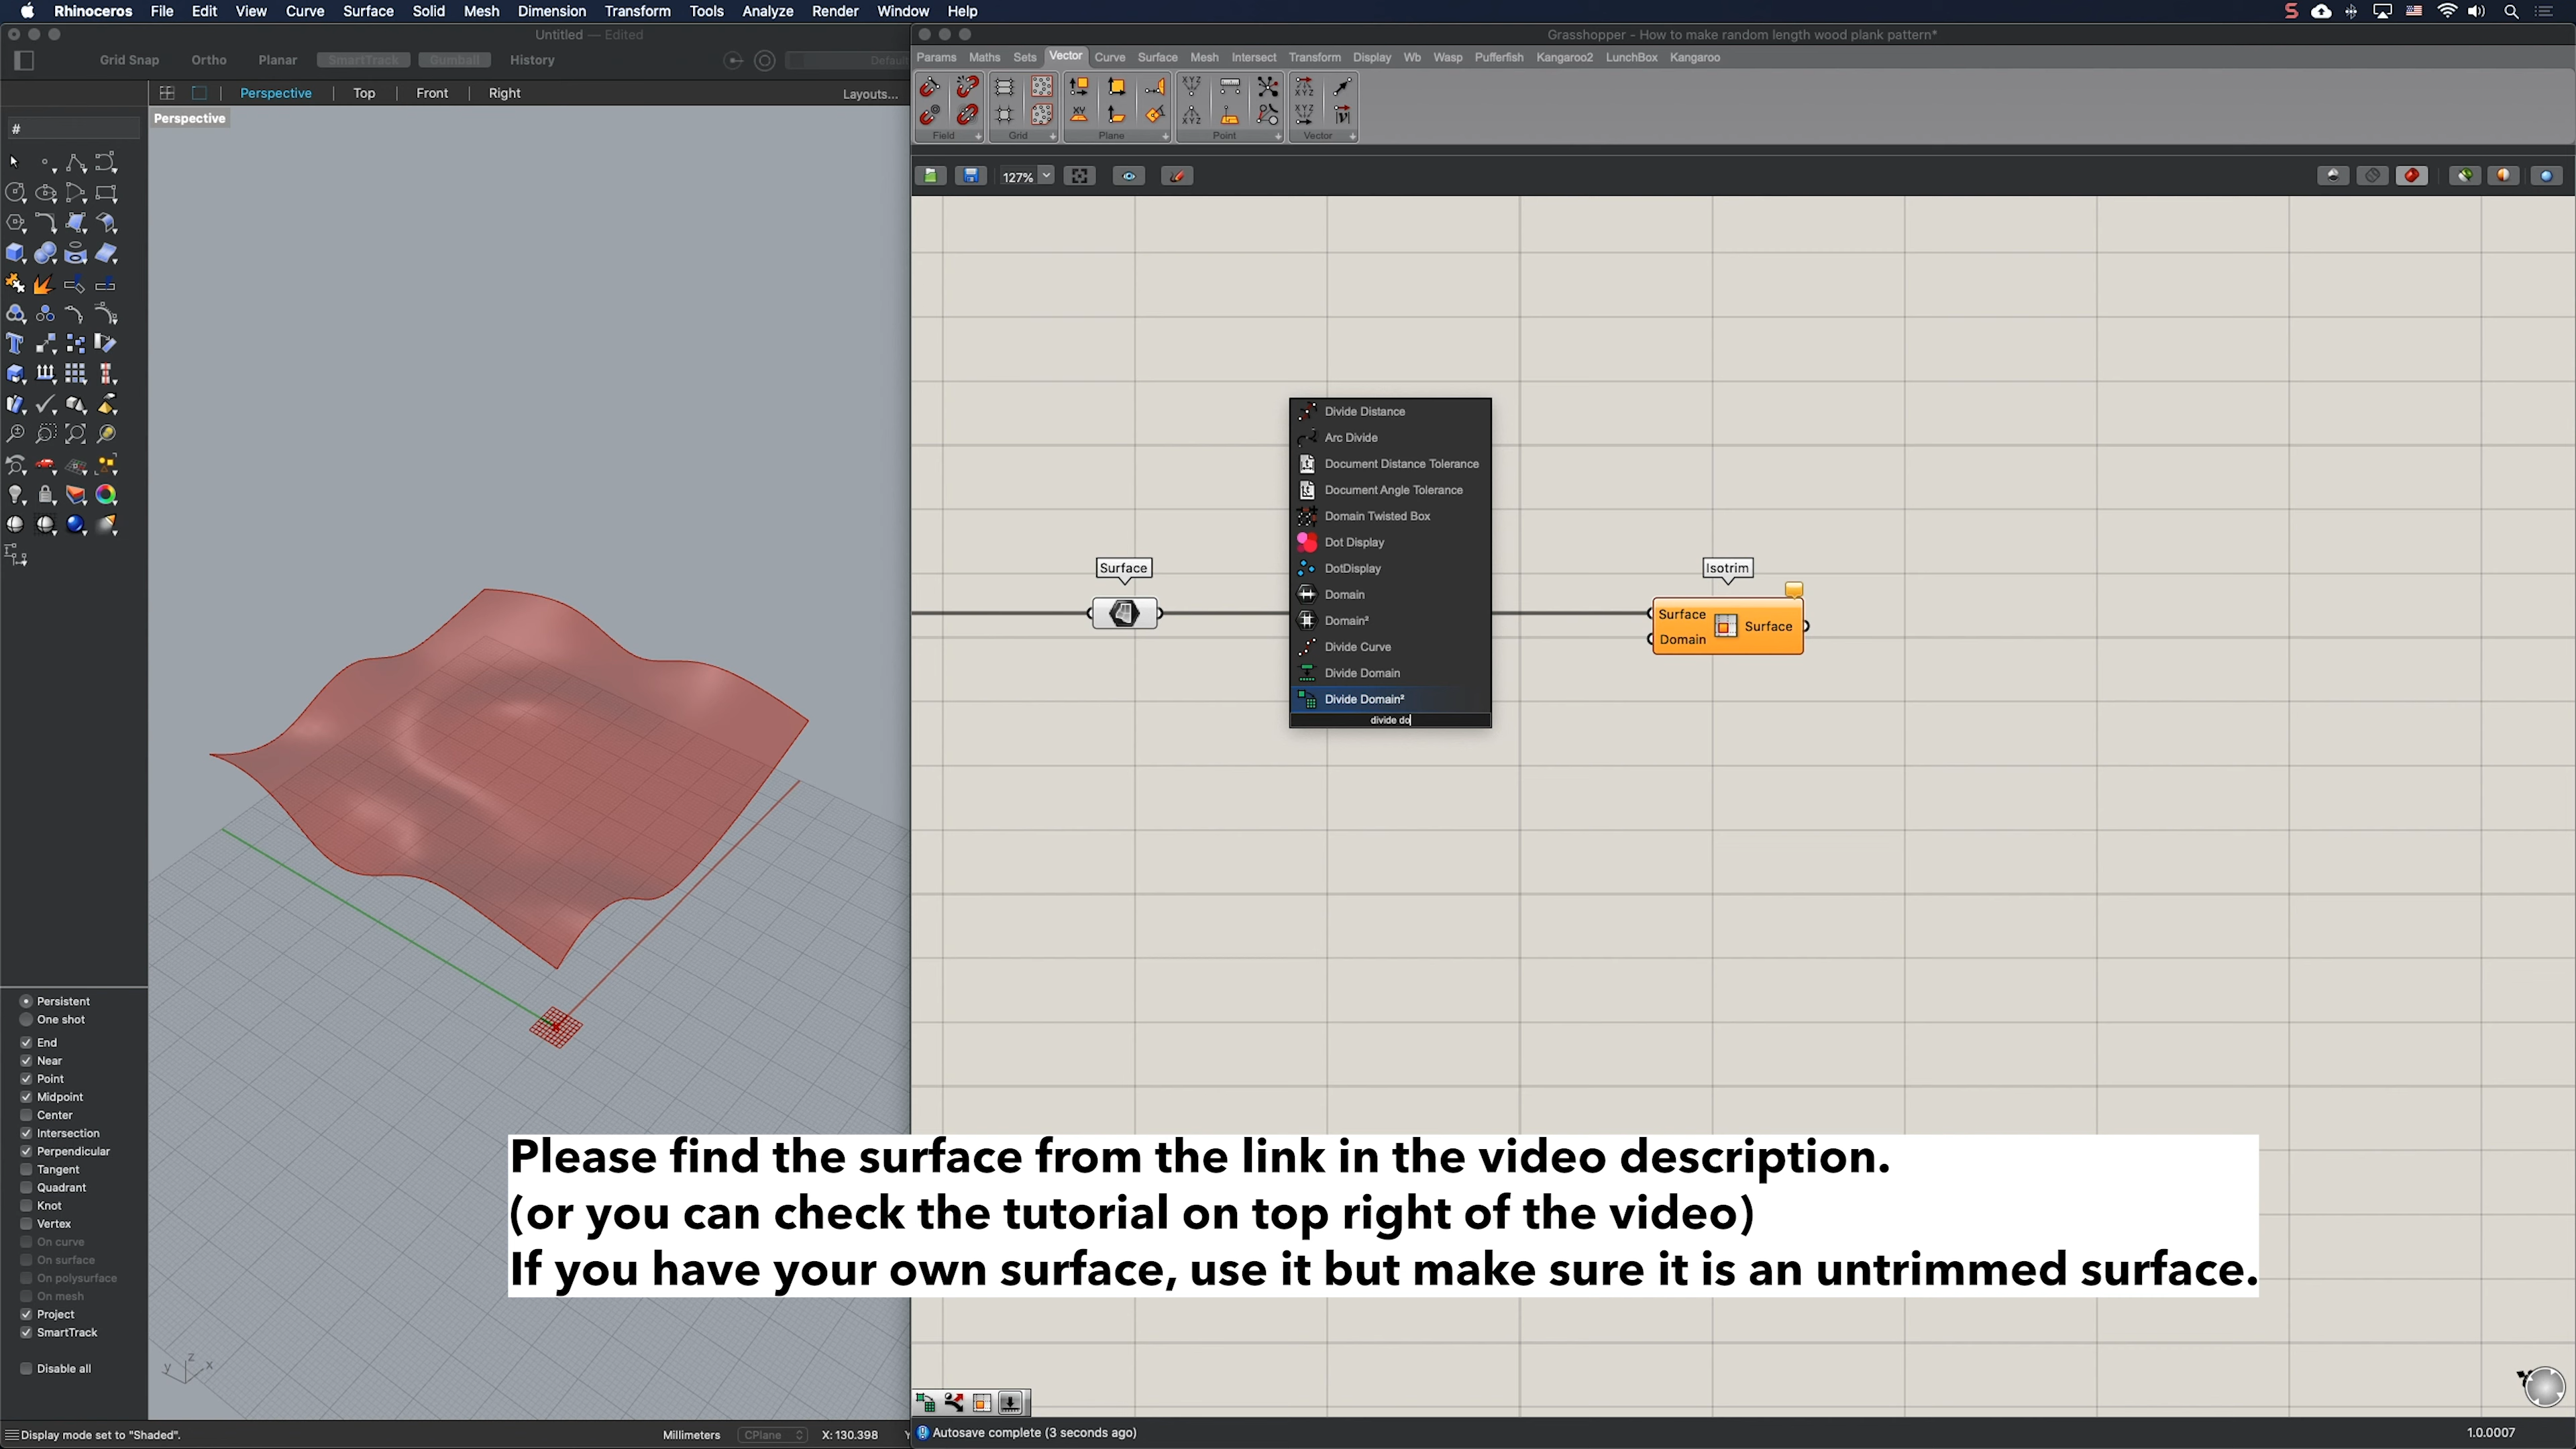 Rhinoceros File Edit View Curve Surface Solid Mesh Dimension Transform Tools Analyze Render Window Help
Untitled — Edited
Grasshopper - How to make random length wood plank pattern*
Grid Snap Ortho Planar SmartTrack Gumball History Default
Params Maths Sets Vector Curve Surface Mesh Intersect Transform Display Wb Wasp Pufferfish Kangaroo2 LunchBox Kangaroo
Perspective Top Front Right Layouts...
Perspective
#
Field Grid Plane Point Vector
127%
Divide Distance
Arc Divide
Document Distance Tolerance
Document Angle Tolerance
Domain Twisted Box
Dot Display
DotDisplay
Domain
Domain²
Divide Curve
Divide Domain
Divide Domain²
divide do
Surface
Isotrim
Surface
Domain
Surface
Persistent
One shot
End
Near
Point
Midpoint
Center
Intersection
Perpendicular
Tangent
Quadrant
Knot
Vertex
On curve
On surface
On polysurface
On mesh
Project
SmartTrack
Disable all
Please find the surface from the link in the video description.
(or you can check the tutorial on top right of the video)
If you have your own surface, use it but make sure it is an untrimmed surface.
z
y x
Display mode set to "Shaded".
Millimeters CPlane X: 130.398 Y
Autosave complete (3 seconds ago)
1.0.0007